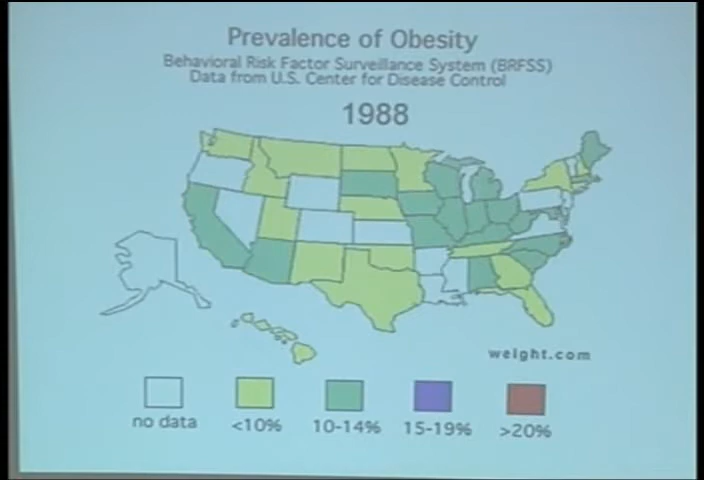 Prevalence of Obesity
Behavioral Risk Factor Surveillance System (BRFSS)
Data from U.S. Center for Disease Control
1988
weight.com
no data
<10%
10-14%
15-19%
>20%